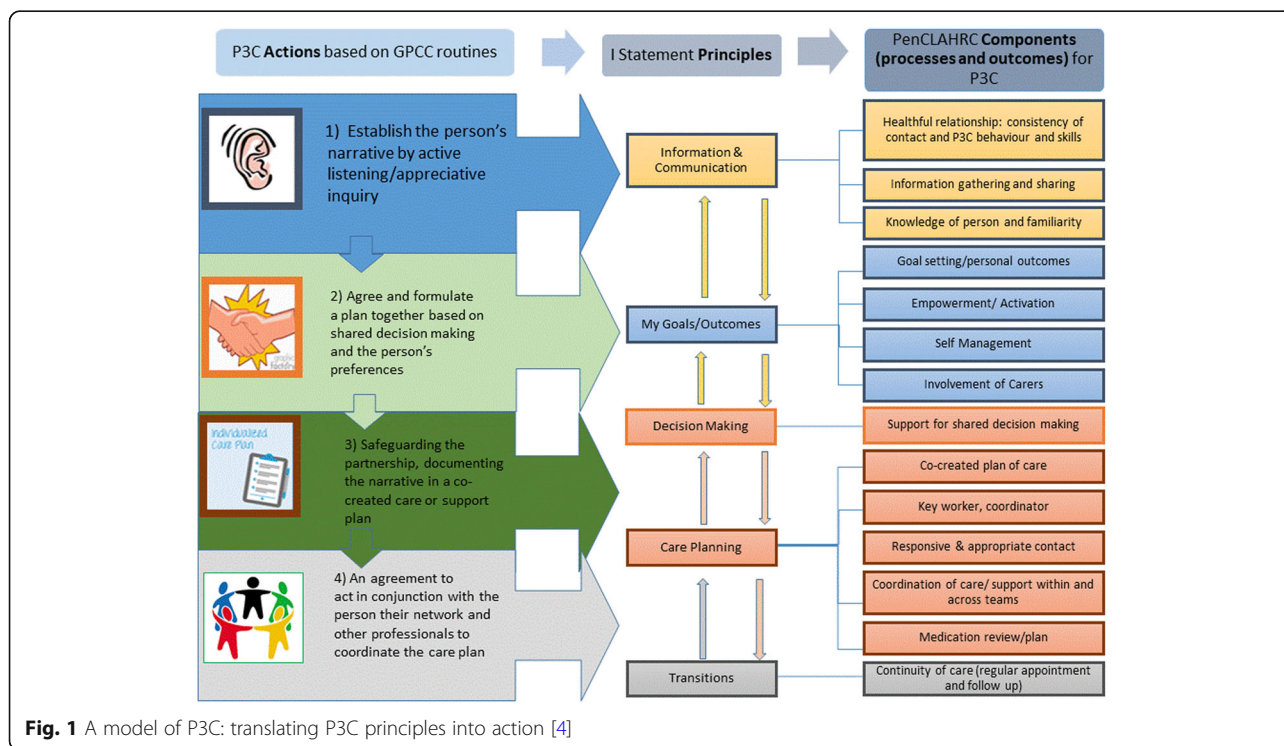 P3C Actions based on GPCC routines
I Statement Principles
PenCLAHRC Components
(processes and outcomes) for
P3C
1) Establish the person's
narrative by active
listening/appreciative
inquiry
2) Agree and formulate
a plan together based on
shared decision making
and the person's
preferences
graphic
factory
Individualized
Care Plan
3) Safeguarding the
partnership, documenting
the narrative in a co-
created care or support
plan
4) An agreement to
act in conjunction with the
person their network and
other professionals to
coordinate the care plan
Information &
Communication
My Goals/Outcomes
Decision Making
Care Planning
Transitions
Healthful relationship: consistency of
contact and P3C behaviour and skills
Information gathering and sharing
Knowledge of person and familiarity
Goal setting/personal outcomes
Empowerment/ Activation
Self Management
Involvement of Carers
Support for shared decision making
Co-created plan of care
Key worker, coordinator
Responsive & appropriate contact
Coordination of care/ support within and
across teams
Medication review/plan
Continuity of care (regular appointment
and follow up)
Fig. 1 A model of P3C: translating P3C principles into action [4]